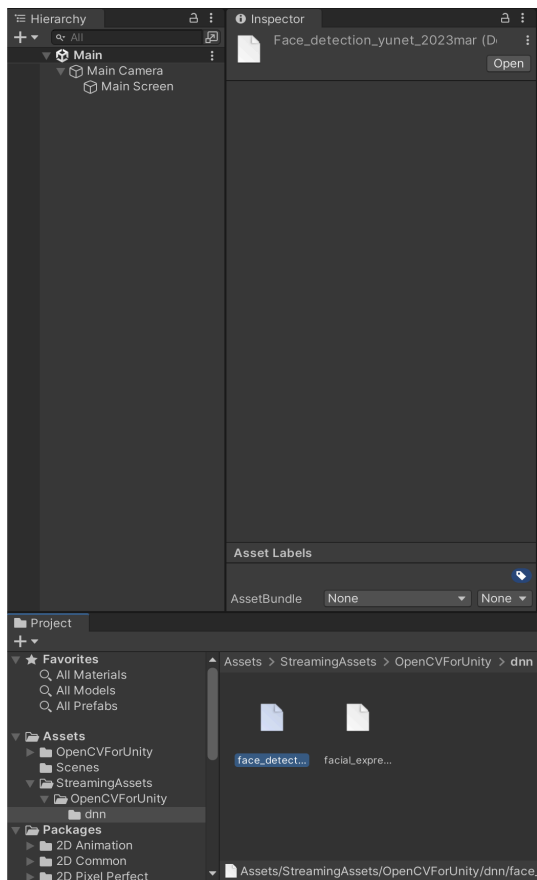 Hierarchy
All
Main
Main Camera
Main Screen
Inspector
Face_detection_yunet_2023mar (D
Open
Asset Labels
AssetBundle None None
Project
Favorites
All Materials
All Models
All Prefabs
Assets
OpenCVForUnity
Scenes
StreamingAssets
OpenCVForUnity
dnn
Packages
2D Animation
2D Common
2D Pixel Perfect
Assets > StreamingAssets > OpenCVForUnity > dnn
face_detect... facial_expre...
Assets/StreamingAssets/OpenCVForUnity/dnn/face_